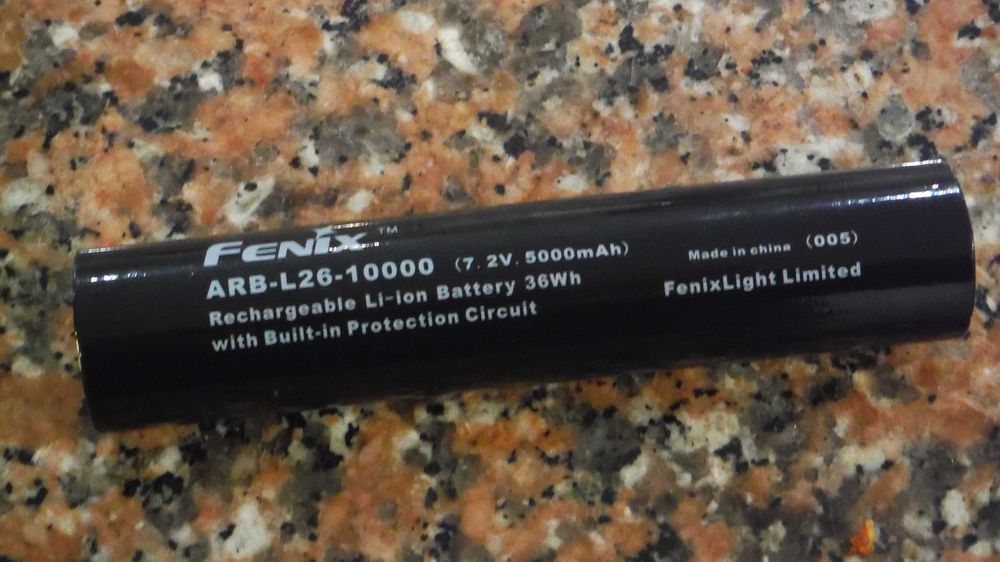 FENIX™
ARB-L26-10000 (7.2V, 5000mAh)
Rechargeable Li-ion Battery 36Wh
with Built-in Protection Circuit
Made in china (005)
FenixLight Limited